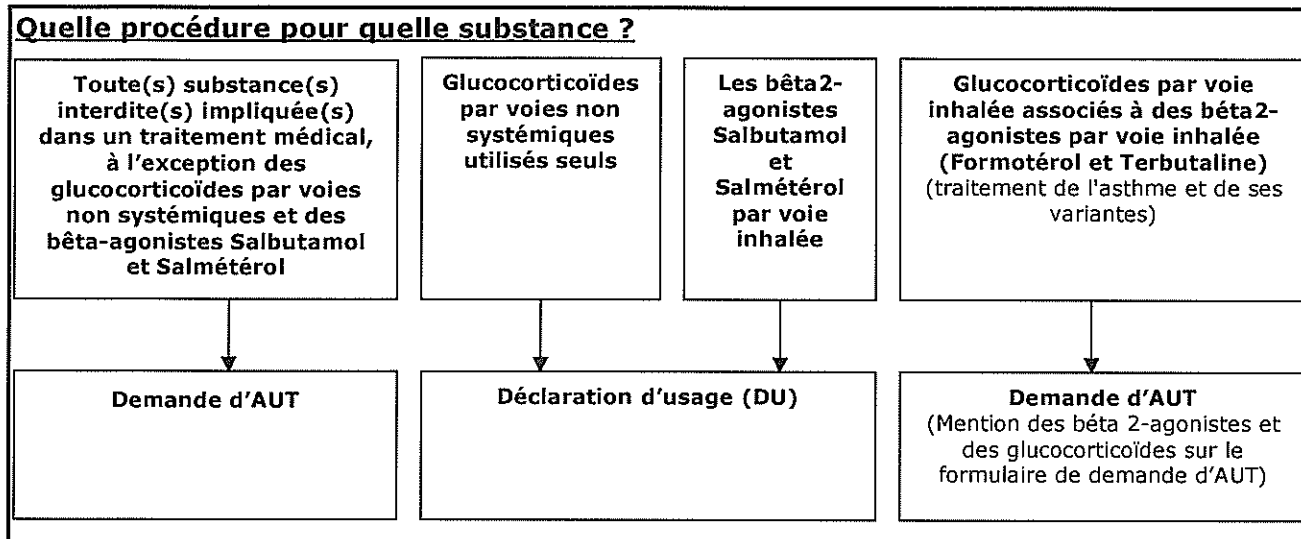 Quelle procédure pour quelle substance ?
Toute(s) substance(s)
interdite(s) impliquée(s)
dans un traitement médical,
à l'exception des
glucocorticoïdes par voies
non systémiques et des
bêta-agonistes Salbutamol
et Salmétérol
Glucocorticoïdes
par voies non
systémiques
utilisés seuls
Les bêta2-
agonistes
Salbutamol
et
Salmétérol
par voie
inhalée
Glucocorticoïdes par voie
inhalée associés à des béta2-
agonistes par voie inhalée
(Formotérol et Terbutaline)
(traitement de l'asthme et de ses
variantes)
Demande d'AUT
Déclaration d'usage (DU)
Demande d'AUT
(Mention des béta 2-agonistes et
des glucocorticoïdes sur le
formulaire de demande d'AUT)